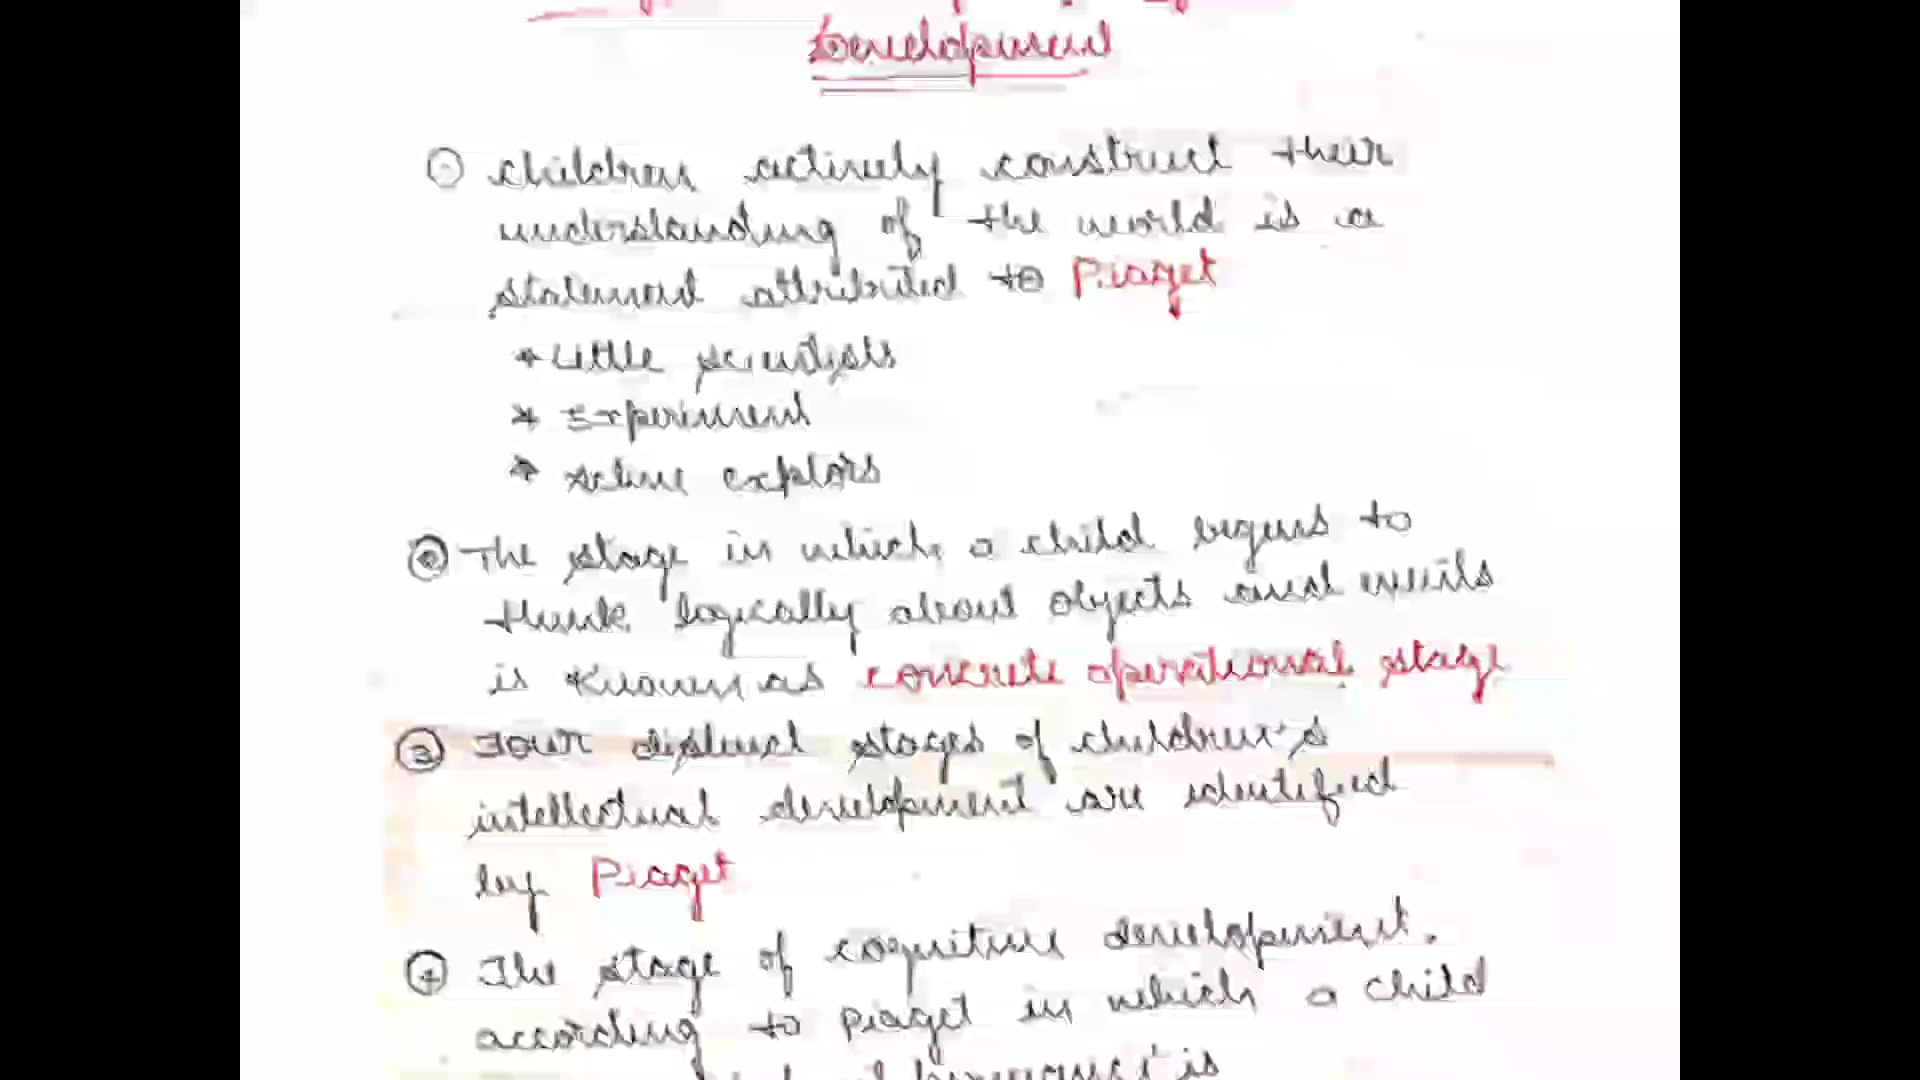 Development
① children actively construct their
understanding of the world is a
statement attributed to Piaget
* Little scientists
* Experiment
* Active explors
② The stage in which a child begins to
think logically about objects and events
is known as concrete operational stage
③ Four distinct stages of children's
intellectual development are identified
by Piaget
④ The stage of cognitive development.
according to Piaget in which a child
is